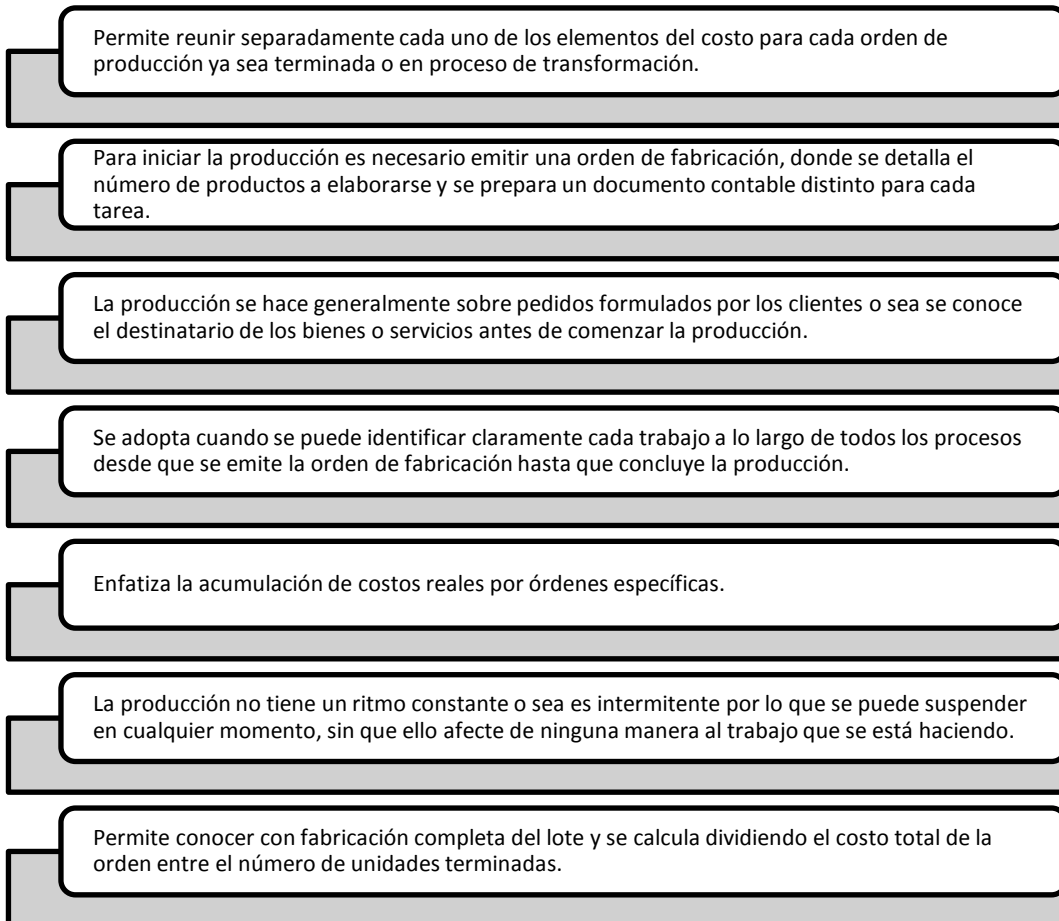 Permite reunir separadamente cada uno de los elementos del costo para cada orden de
producción ya sea terminada o en proceso de transformación.
Para iniciar la producción es necesario emitir una orden de fabricación, donde se detalla el
número de productos a elaborarse y se prepara un documento contable distinto para cada
tarea.
La producción se hace generalmente sobre pedidos formulados por los clientes o sea se conoce
el destinatario de los bienes o servicios antes de comenzar la producción.
Se adopta cuando se puede identificar claramente cada trabajo a lo largo de todos los procesos
desde que se emite la orden de fabricación hasta que concluye la producción.
Enfatiza la acumulación de costos reales por órdenes específicas.
La producción no tiene un ritmo constante o sea es intermitente por lo que se puede suspender
en cualquier momento, sin que ello afecte de ninguna manera al trabajo que se está haciendo.
Permite conocer con fabricación completa del lote y se calcula dividiendo el costo total de la
orden entre el número de unidades terminadas.